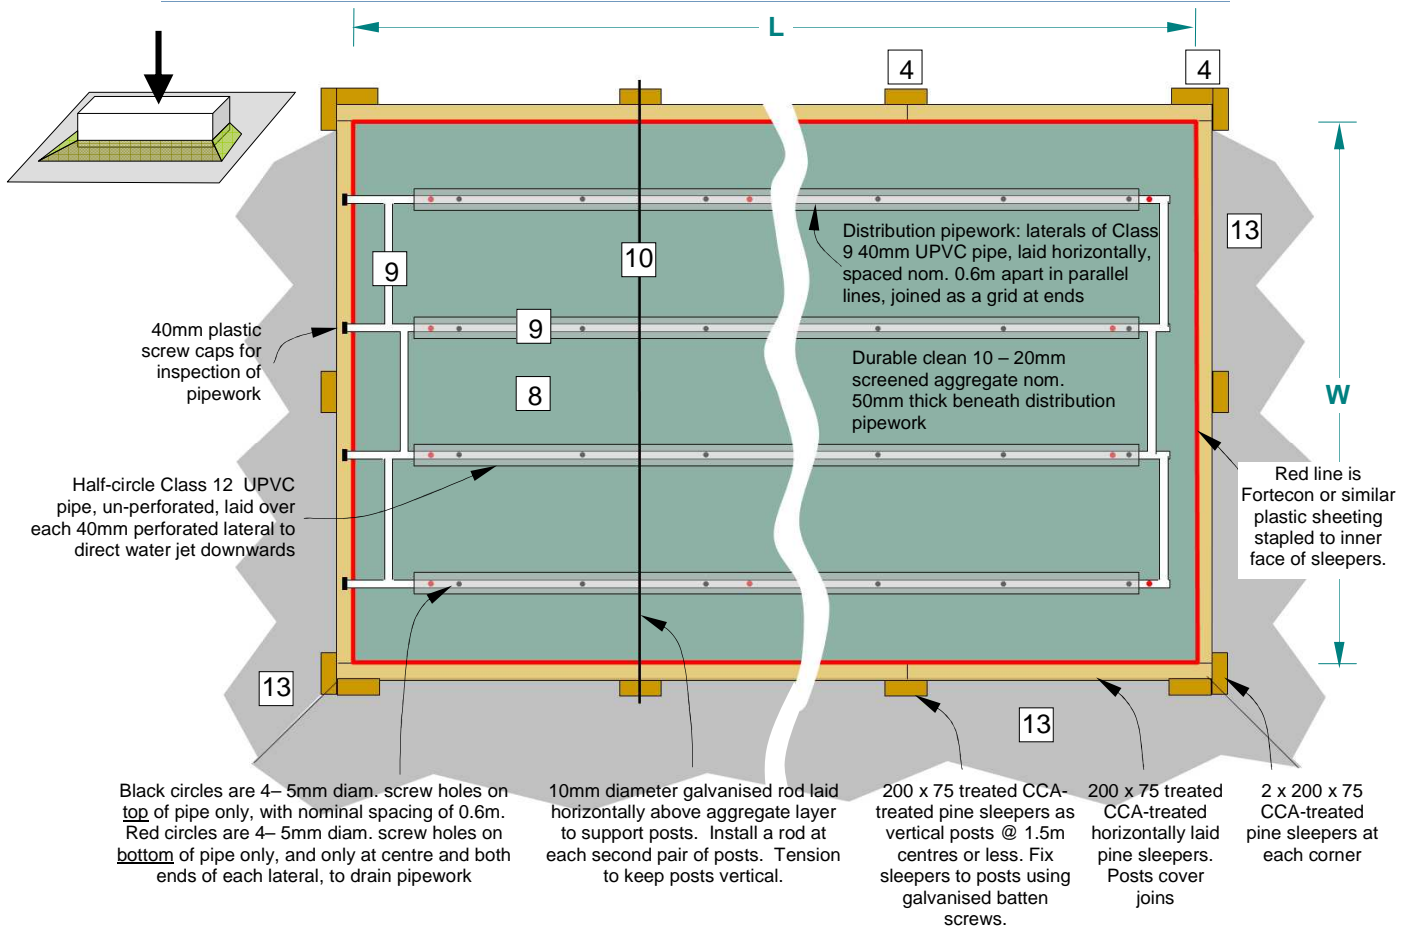 L
4
4
13
Distribution pipework: laterals of Class
9 40mm UPVC pipe, laid horizontally,
spaced nom. 0.6m apart in parallel
lines, joined as a grid at ends
10
9
40mm plastic
screw caps for
inspection of
pipework
9
Durable clean 10 – 20mm
screened aggregate nom.
50mm thick beneath distribution
pipework
8
W
Half-circle Class 12 UPVC
pipe, un-perforated, laid over
each 40mm perforated lateral to
direct water jet downwards
Red line is
Fortecon or similar
plastic sheeting
stapled to inner
face of sleepers.
13
13
Black circles are 4– 5mm diam. screw holes on
top of pipe only, with nominal spacing of 0.6m.
Red circles are 4– 5mm diam. screw holes on
bottom of pipe only, and only at centre and both
ends of each lateral, to drain pipework
10mm diameter galvanised rod laid
horizontally above aggregate layer
to support posts. Install a rod at
each second pair of posts. Tension
to keep posts vertical.
200 x 75 treated CCA-
treated pine sleepers as
vertical posts @ 1.5m
centres or less. Fix
sleepers to posts using
galvanised batten
screws.
200 x 75 treated
CCA-treated
horizontally laid
pine sleepers.
Posts cover
joins
2 x 200 x 75
CCA-treated
pine sleepers at
each corner